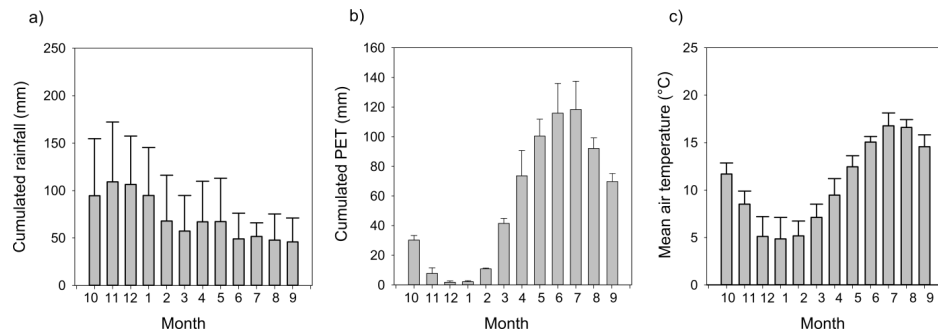 a)
Cumulated rainfall (mm)
250
200
150
100
50
0
10 11 12 1 2 3 4 5 6 7 8 9
Month
b)
Cumulated PET (mm)
160
140
120
100
80
60
40
20
0
10 11 12 1 2 3 4 5 6 7 8 9
Month
c)
Mean air temperature (°C)
25
20
15
10
5
0
10 11 12 1 2 3 4 5 6 7 8 9
Month